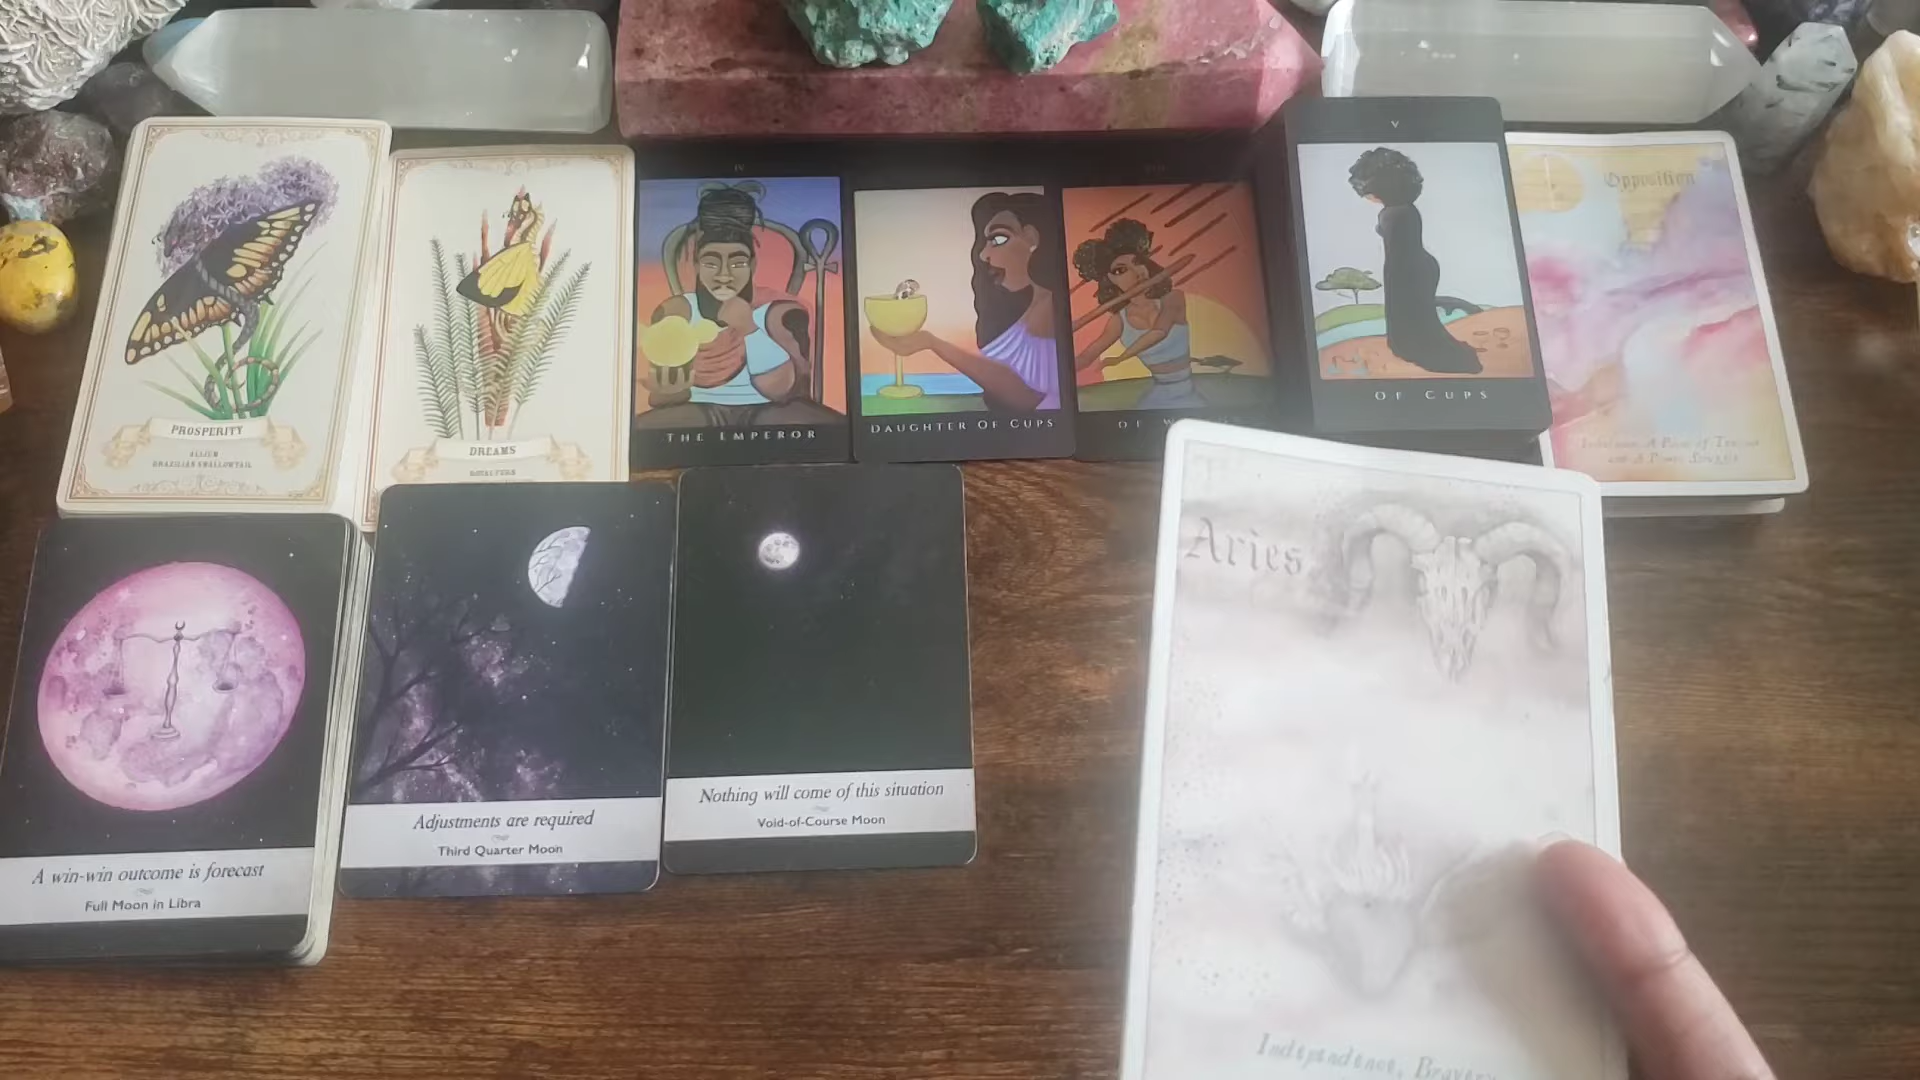 PROSPERITY
ALLIUM
BRAZILIAN SWALLOWTAIL
DREAMS
IV
THE EMPEROR
DAUGHTER OF CUPS
OF
V
OF CUPS
Opposition
Aries
Independence, Bravery
A win-win outcome is forecast
Full Moon in Libra
Adjustments are required
Third Quarter Moon
Nothing will come of this situation
Void-of-Course Moon